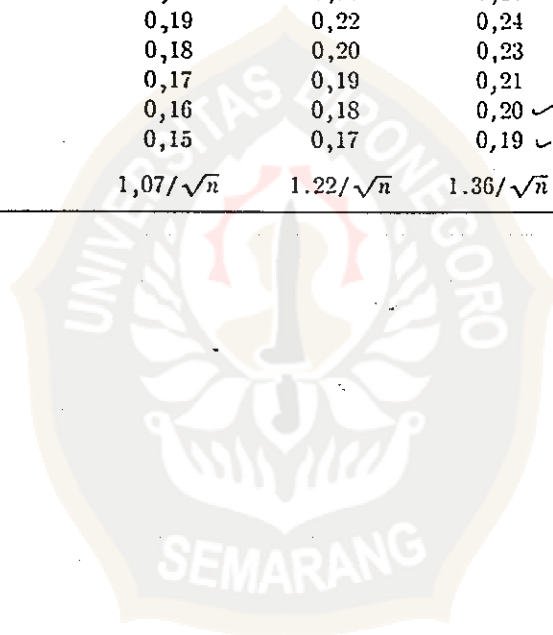 0,19 0,22 0,24
0,18 0,20 0,23
0,17 0,19 0,21
0,16 0,18 0,20
0,15 0,17 0,19
1,07/√n 1.22/√n 1.36/√n
UNIVERSITAS DIPONEGORO
SEMARANG